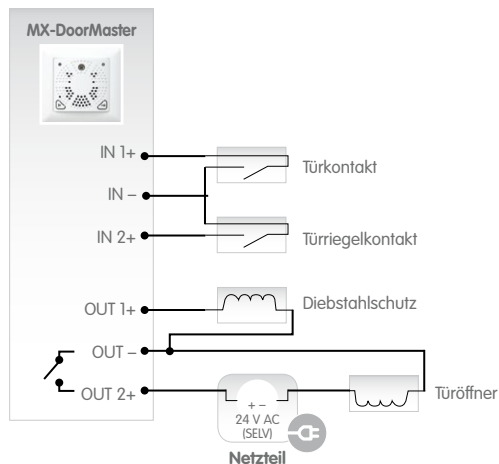 MX-DoorMaster
IN 1+
Türkontakt
IN –
IN 2+
Türriegelkontakt
OUT 1+
Diebstahlschutz
OUT –
OUT 2+
+ –
24 V AC
(SELV)
Türöffner
Netzteil